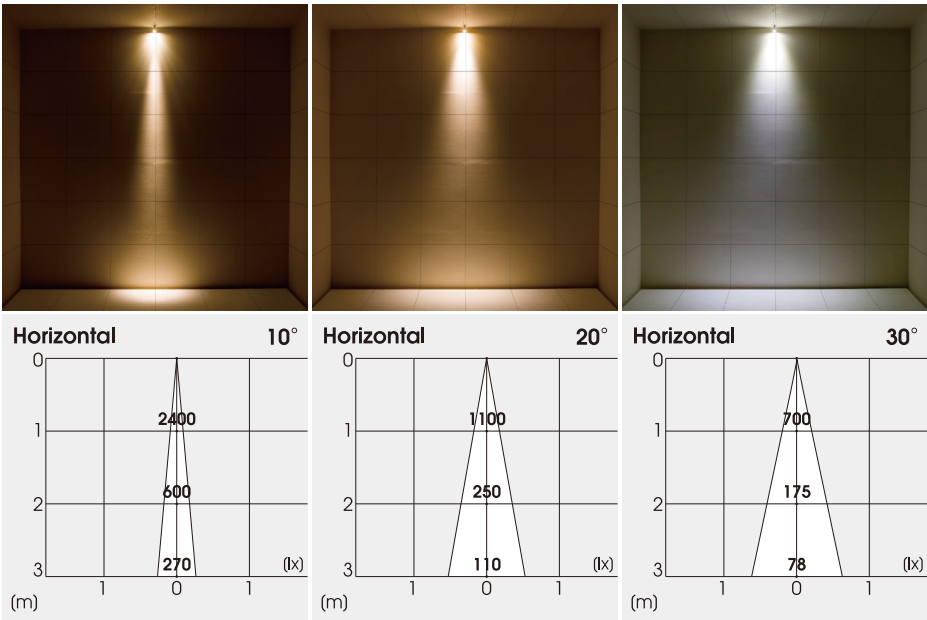 Horizontal 10°
0
2400
1
600
2
270 (lx)
3
1 0 1
(m)
Horizontal 20°
0
1100
1
250
2
110 (lx)
3
1 0 1
(m)
Horizontal 30°
0
700
1
175
2
78 (lx)
3
1 0 1
(m)